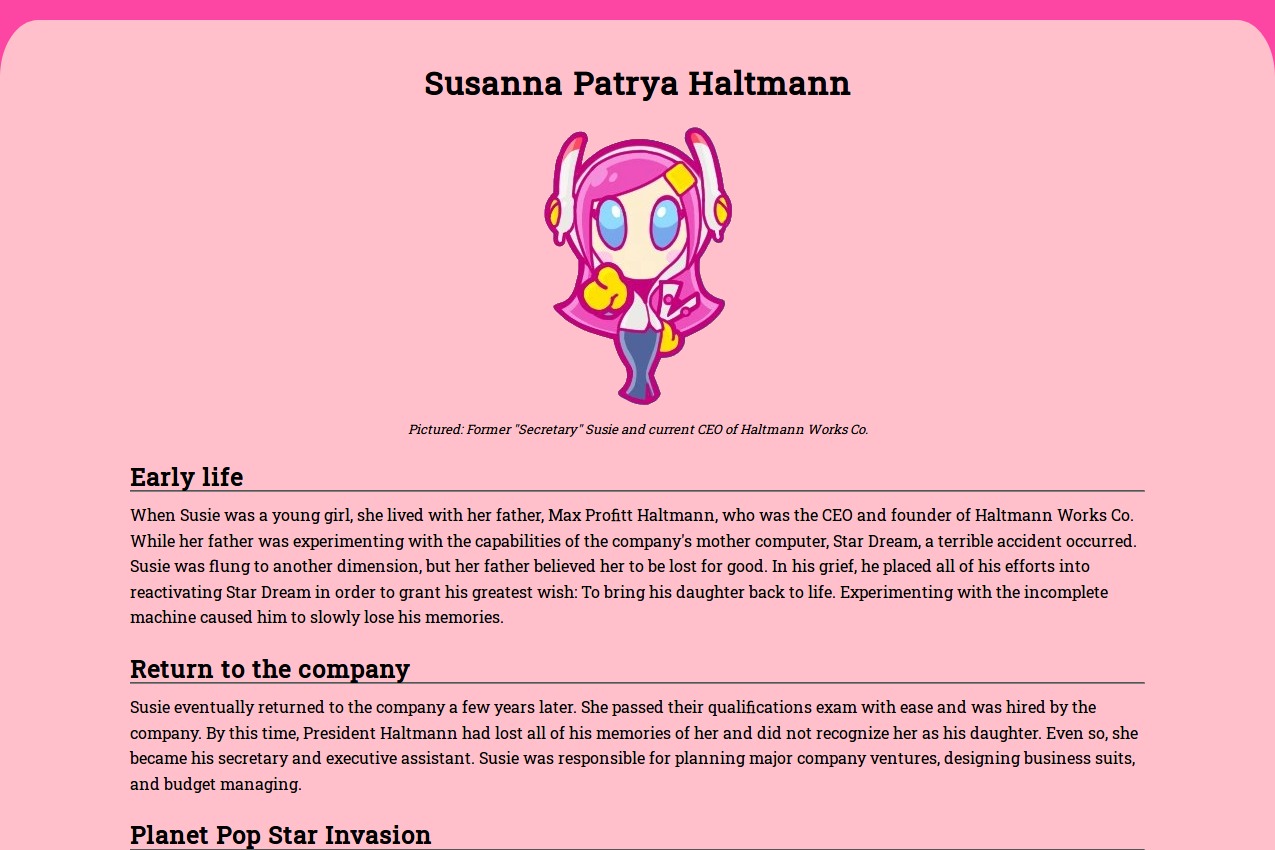 Susanna Patrya Haltmann
Pictured: Former "Secretary" Susie and current CEO of Haltmann Works Co.
Early life
When Susie was a young girl, she lived with her father, Max Profitt Haltmann, who was the CEO and founder of Haltmann Works Co.
While her father was experimenting with the capabilities of the company's mother computer, Star Dream, a terrible accident occurred.
Susie was flung to another dimension, but her father believed her to be lost for good. In his grief, he placed all of his efforts into
reactivating Star Dream in order to grant his greatest wish: To bring his daughter back to life. Experimenting with the incomplete
machine caused him to slowly lose his memories.
Return to the company
Susie eventually returned to the company a few years later. She passed their qualifications exam with ease and was hired by the
company. By this time, President Haltmann had lost all of his memories of her and did not recognize her as his daughter. Even so, she
became his secretary and executive assistant. Susie was responsible for planning major company ventures, designing business suits,
and budget managing.
Planet Pop Star Invasion